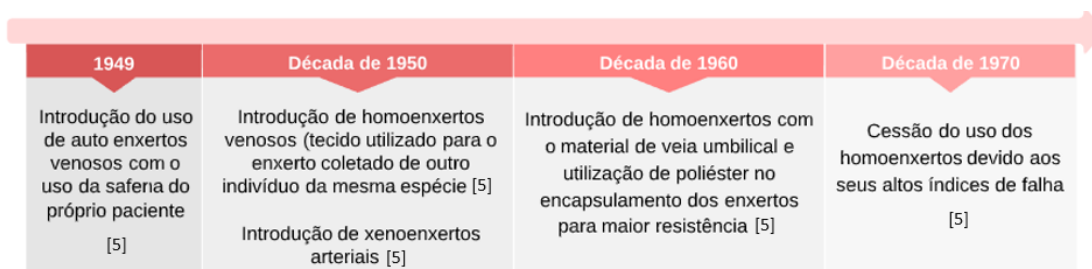 1949
Introdução do uso
de auto enxertos
venosos com o
uso da safena do
próprio paciente
[5]
Década de 1950
Introdução de homoenxertos
venosos (tecido utilizado para o
enxerto coletado de outro
indivíduo da mesma espécie [5]
Introdução de xenoenxertos
arteriais [5]
Década de 1960
Introdução de homoenxertos com
o material de veia umbilical e
utilização de poliéster no
encapsulamento dos enxertos
para maior resistência [5]
Década de 1970
Cessão do uso dos
homoenxertos devido aos
seus altos índices de falha
[5]